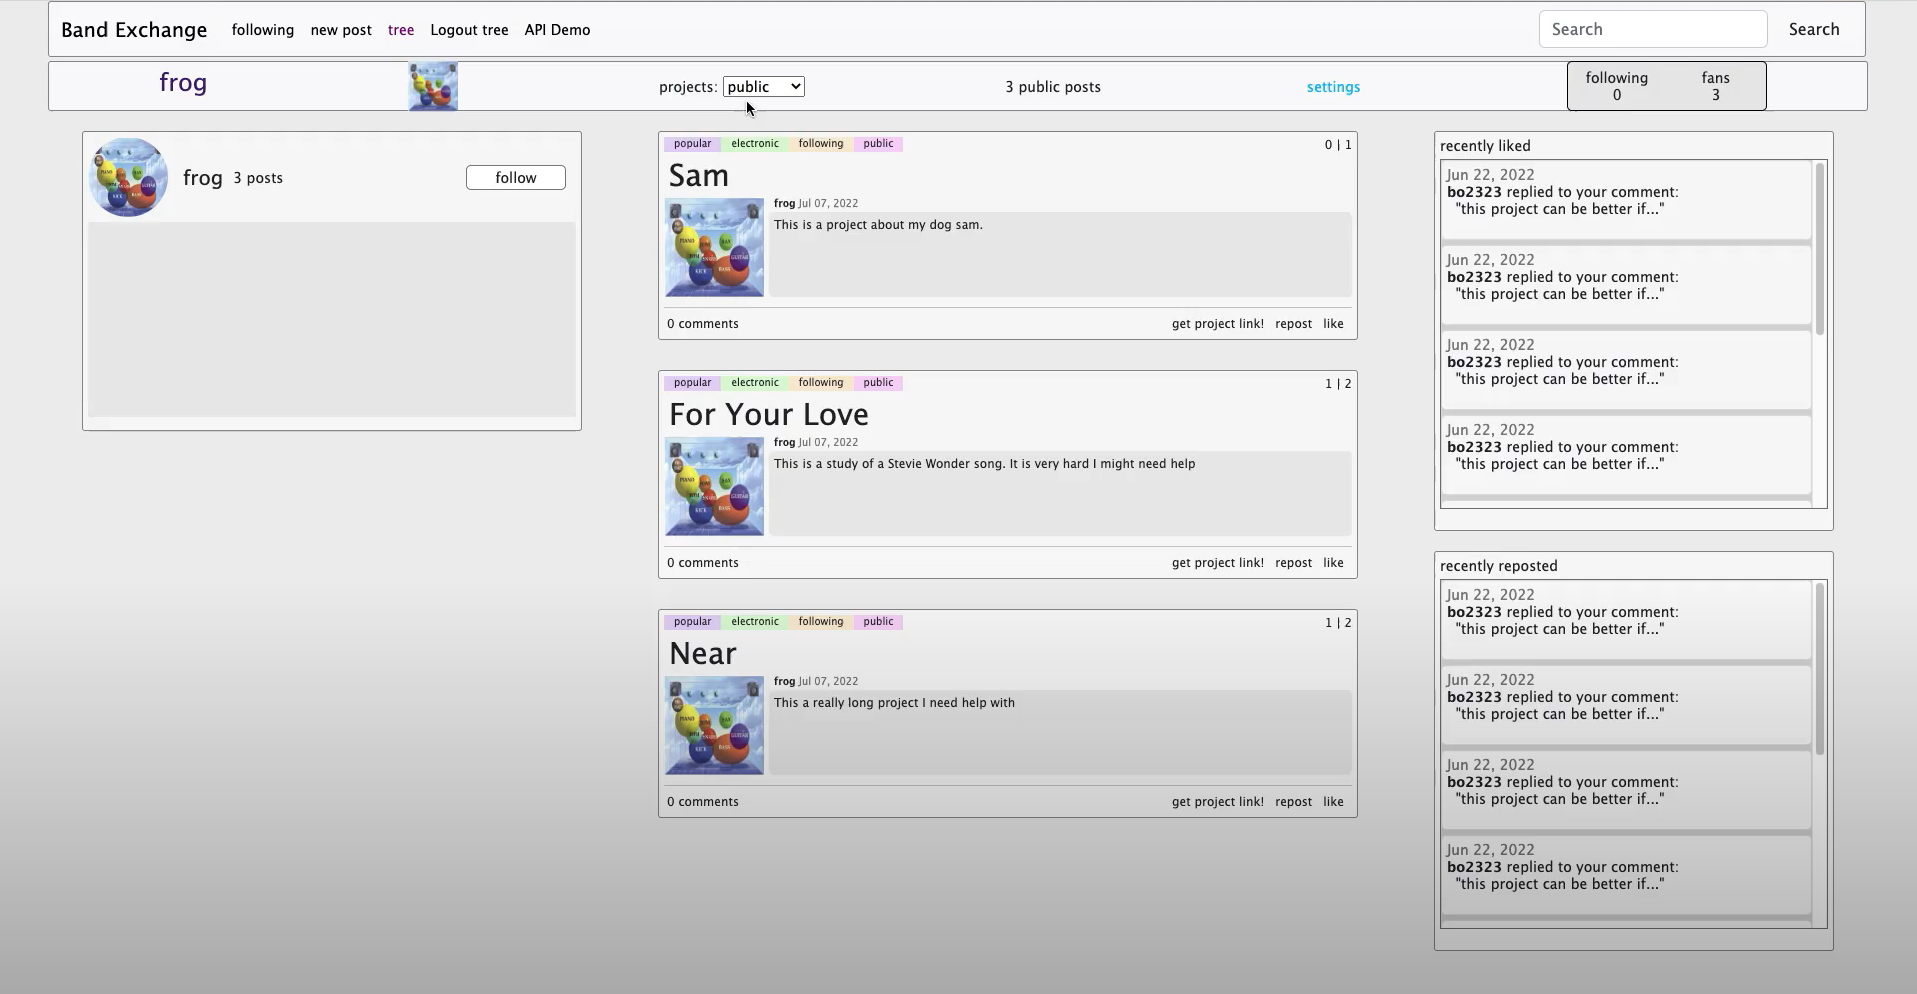 Band Exchange following new post tree Logout tree API Demo Search Search
frog projects: public 3 public posts settings following fans
0 3
frog 3 posts follow
popular electronic following public 0 | 1
Sam
frog Jul 07, 2022
This is a project about my dog sam.
0 comments get project link! repost like
popular electronic following public 1 | 2
For Your Love
frog Jul 07, 2022
This is a study of a Stevie Wonder song. It is very hard I might need help
0 comments get project link! repost like
popular electronic following public 1 | 2
Near
frog Jul 07, 2022
This a really long project I need help with
0 comments get project link! repost like
recently liked
Jun 22, 2022
bo2323 replied to your comment:
"this project can be better if..."
Jun 22, 2022
bo2323 replied to your comment:
"this project can be better if..."
Jun 22, 2022
bo2323 replied to your comment:
"this project can be better if..."
Jun 22, 2022
bo2323 replied to your comment:
"this project can be better if..."
recently reposted
Jun 22, 2022
bo2323 replied to your comment:
"this project can be better if..."
Jun 22, 2022
bo2323 replied to your comment:
"this project can be better if..."
Jun 22, 2022
bo2323 replied to your comment:
"this project can be better if..."
Jun 22, 2022
bo2323 replied to your comment:
"this project can be better if..."